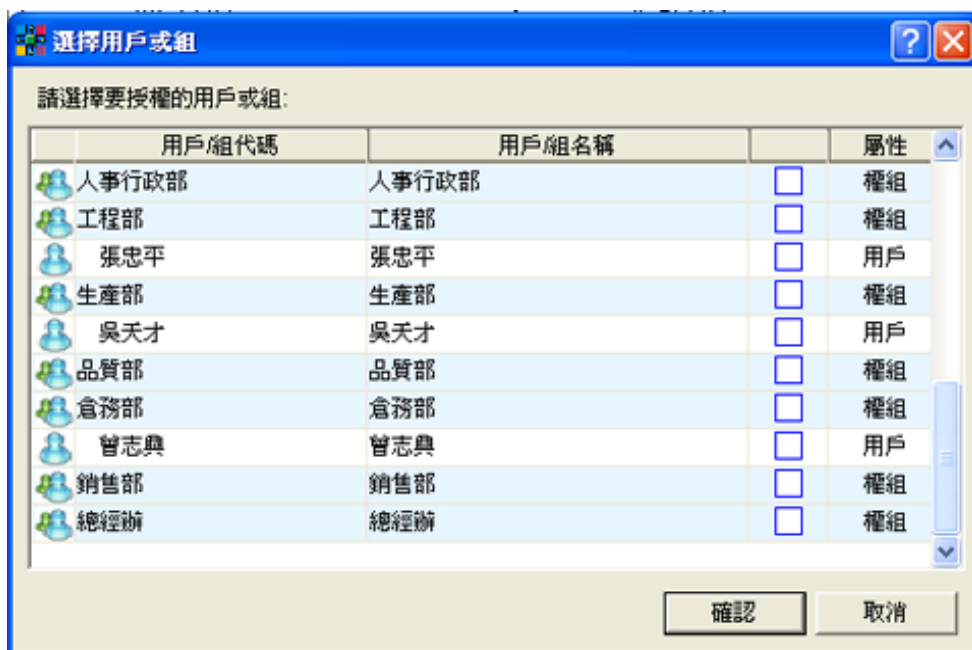 選擇用戶或組
請選擇要授權的用戶或組:
用戶/組代碼 用戶/組名稱 屬性
人事行政部 人事行政部 權組
工程部 工程部 權組
張忠平 張忠平 用戶
生產部 生產部 權組
吳天才 吳天才 用戶
品質部 品質部 權組
倉務部 倉務部 權組
曾志興 曾志興 用戶
銷售部 銷售部 權組
總經辦 總經辦 權組
確認 取消